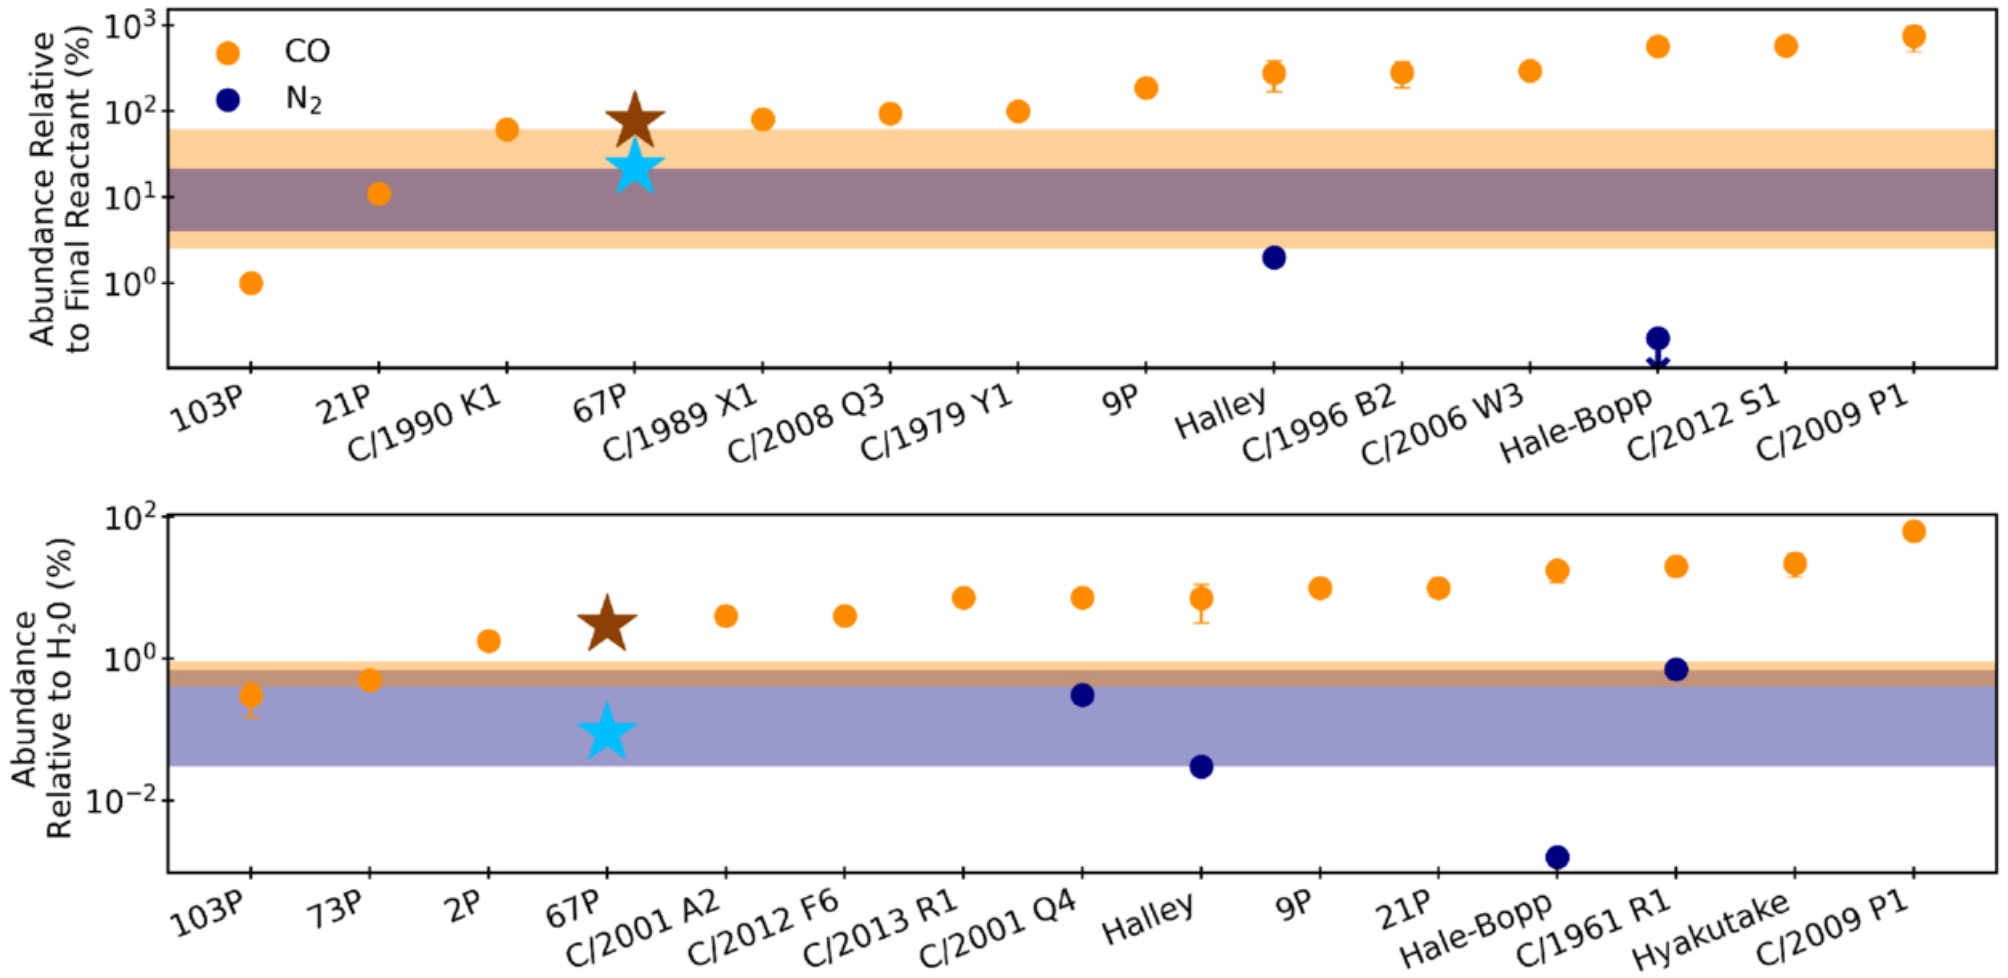 Abundance Relative
to Final Reactant (%)
10³
10²
10¹
10⁰
CO
N₂
103P
21P
C/1990 K1
67P
C/1989 X1
C/2008 Q3
C/1979 Y1
9P
Halley
C/1996 B2
C/2006 W3
Hale-Bopp
C/2012 S1
C/2009 P1
Abundance
Relative to H₂0 (%)
10²
10⁰
10⁻²
103P
73P
2P
67P
C/2001 A2
C/2012 F6
C/2013 R1
C/2001 Q4
Halley
9P
21P
Hale-Bopp
C/1961 R1
Hyakutake
C/2009 P1